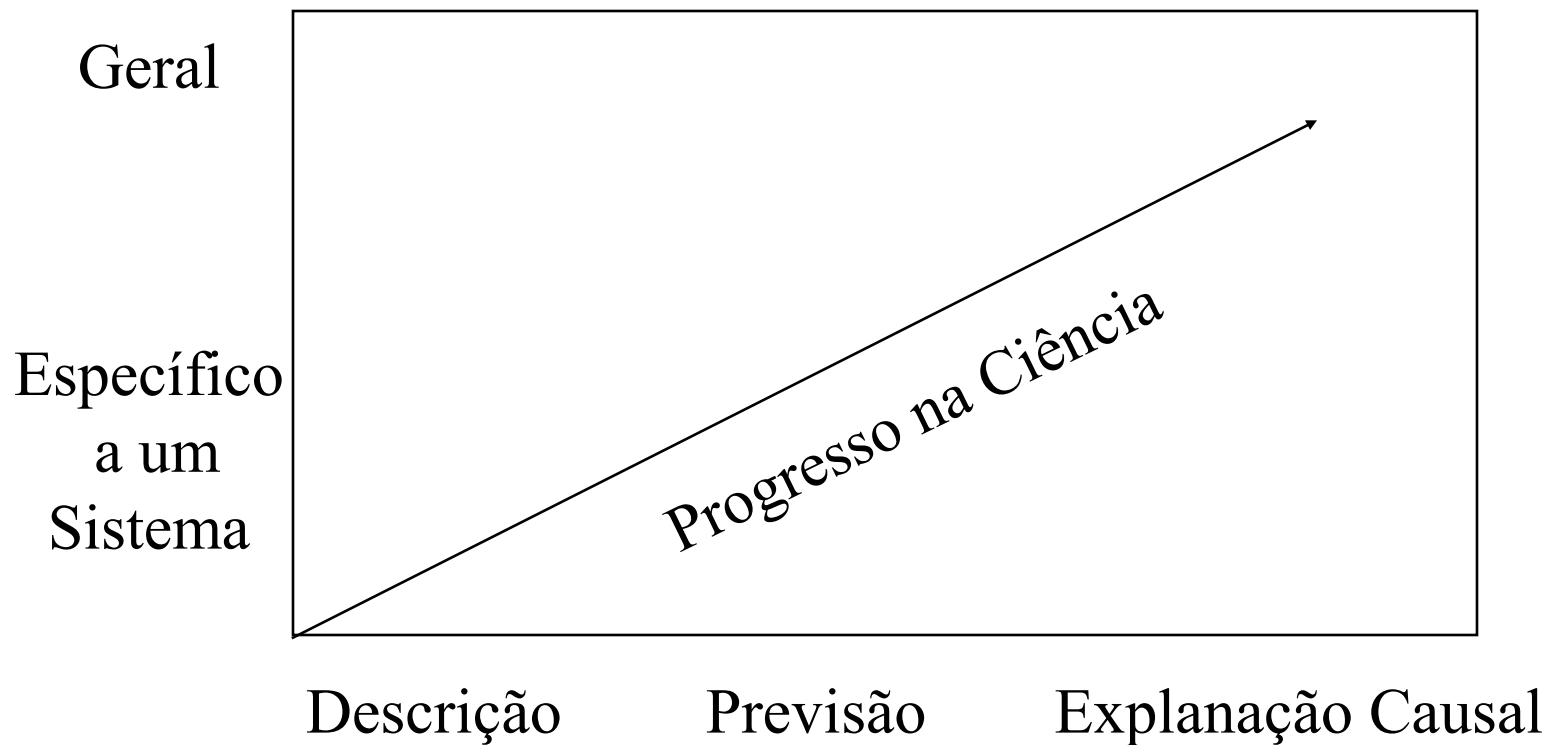 Geral
Específico
a um
Sistema
Progresso na Ciência
Descrição
Previsão
Explanação Causal